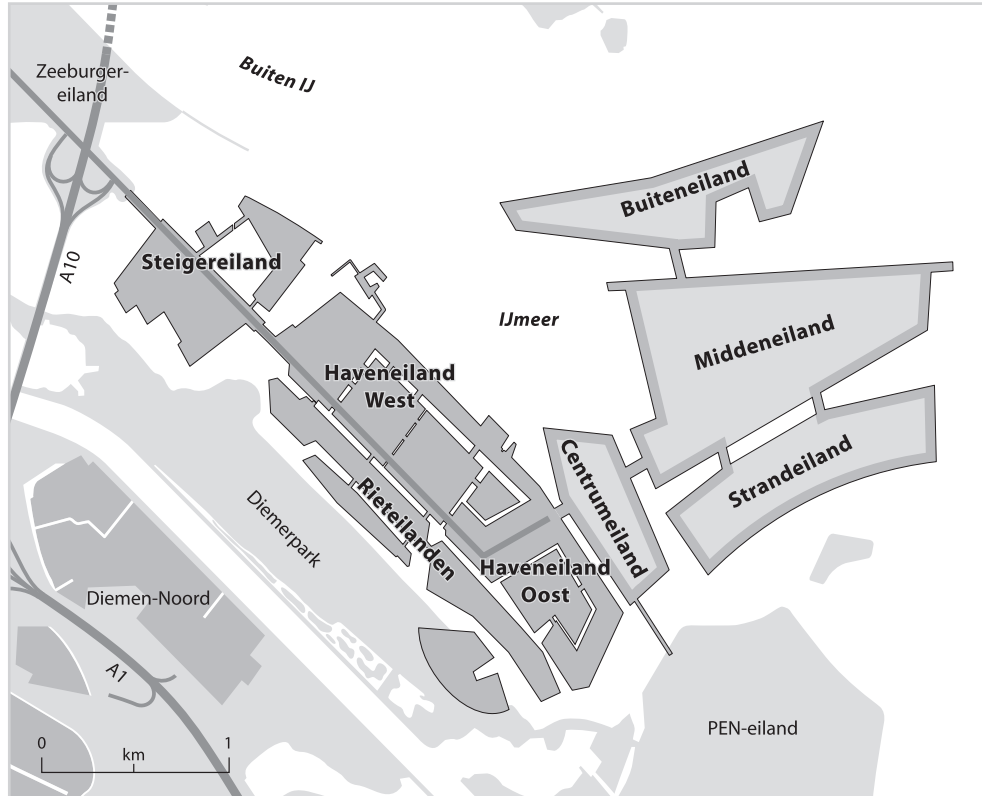 Zeeburger-
eiland
Buiten IJ
Buiteneiland
A10
Steigereiland
IJmeer
Middeneiland
Haveneiland
West
Centrumeiland
Strandeiland
Rieteilanden
Diemerpark
Haveneiland
Oost
Diemen-Noord
A1
PEN-eiland
0
1
km